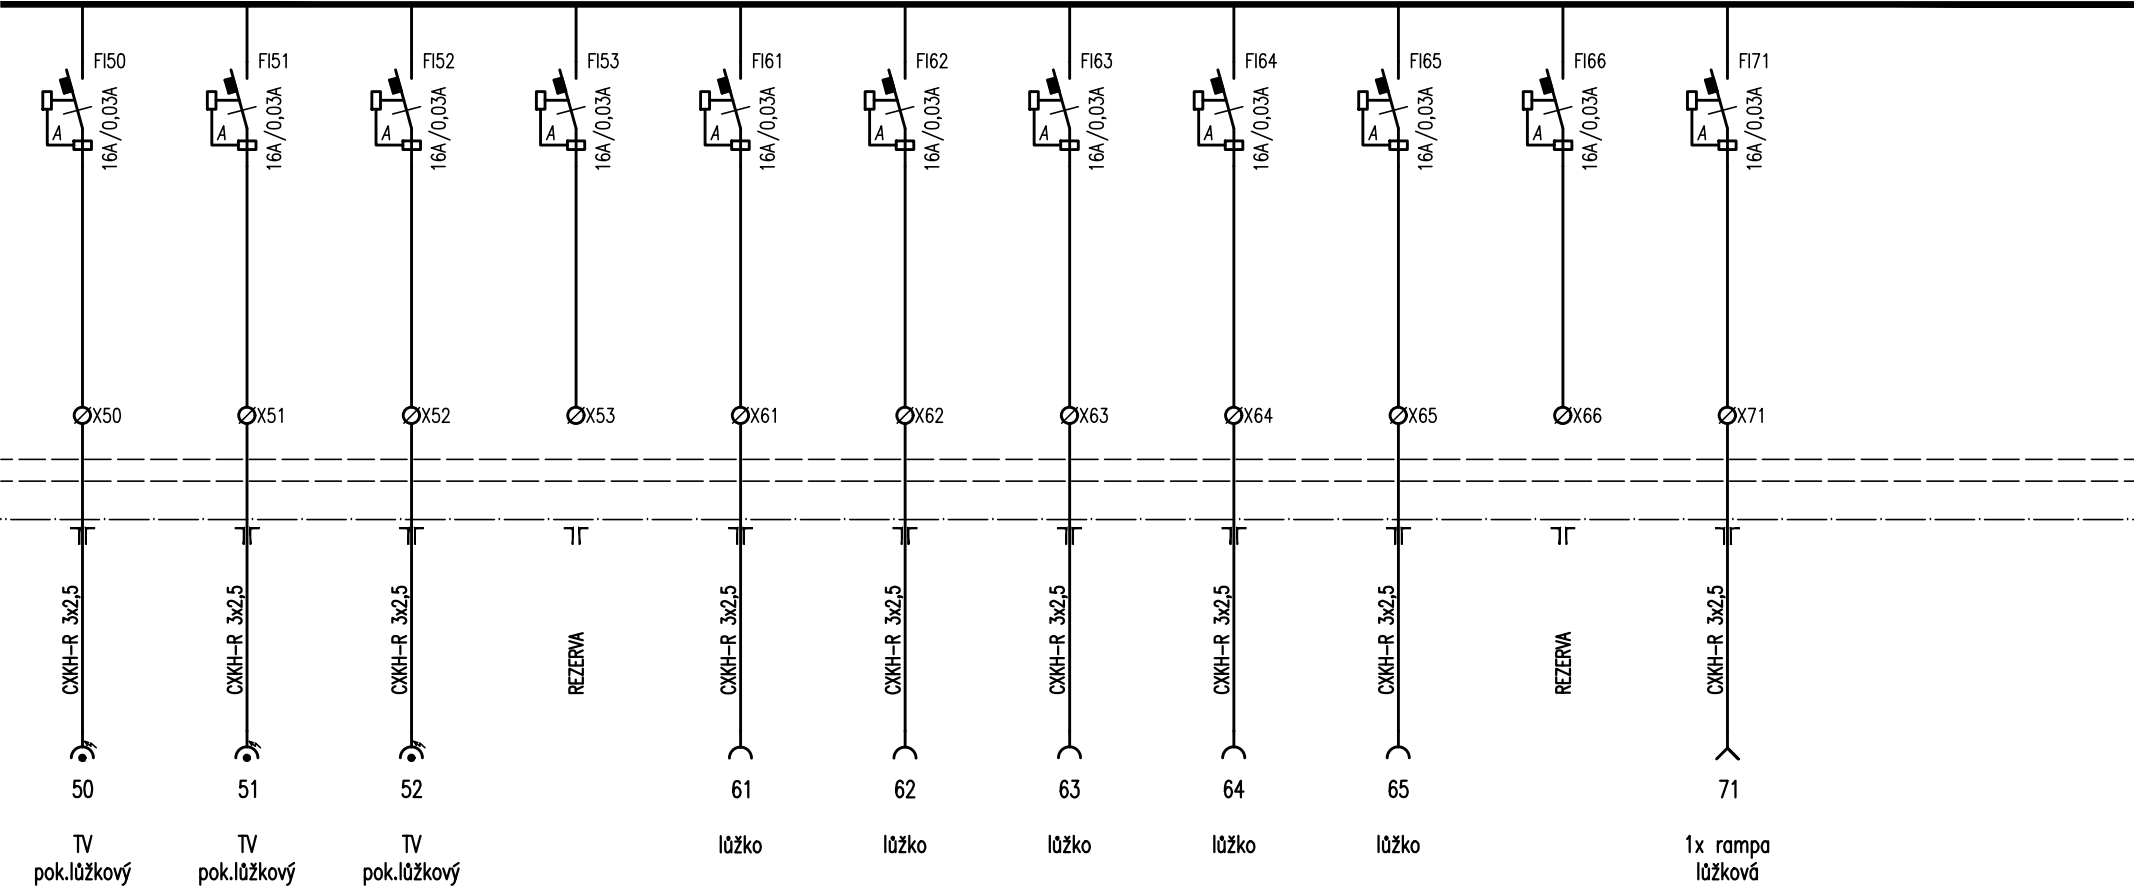 FI50 FI51 FI52 FI53 FI61 FI62 FI63 FI64 FI65 FI66 FI71
16A/0,03A 16A/0,03A 16A/0,03A 16A/0,03A 16A/0,03A 16A/0,03A 16A/0,03A 16A/0,03A 16A/0,03A 16A/0,03A 16A/0,03A
A A A A A A A A A A A
X50 X51 X52 X53 X61 X62 X63 X64 X65 X66 X71
CXKH-R 3x2,5 CXKH-R 3x2,5 CXKH-R 3x2,5 REZERVA CXKH-R 3x2,5 CXKH-R 3x2,5 CXKH-R 3x2,5 CXKH-R 3x2,5 CXKH-R 3x2,5 REZERVA CXKH-R 3x2,5
50 51 52 61 62 63 64 65 71
TV TV TV lůžko lůžko lůžko lůžko lůžko 1x rampa
pok.lůžkový pok.lůžkový pok.lůžkový lůžková